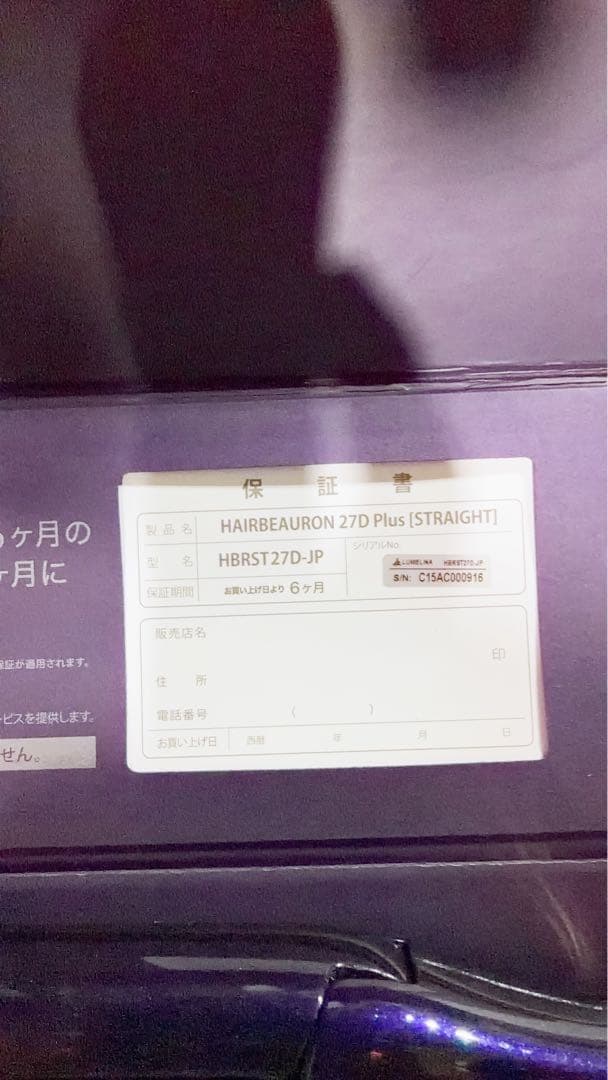 ヶ月の
ヶ月に
保証が適用されます。
ービスを提供します。
せん。
保 証 書
製品名 HAIRBEAURON 27D Plus [STRAIGHT]
型 名 HBRST27D-JP
シリアルNo.
LUMIELINA HBRST27D-JP
S/N: C15AC000916
保証期間 お買い上げ日より 6ヶ月
販売店名
印
住 所
電話番号 ( )
お買い上げ日 西暦 年 月 日